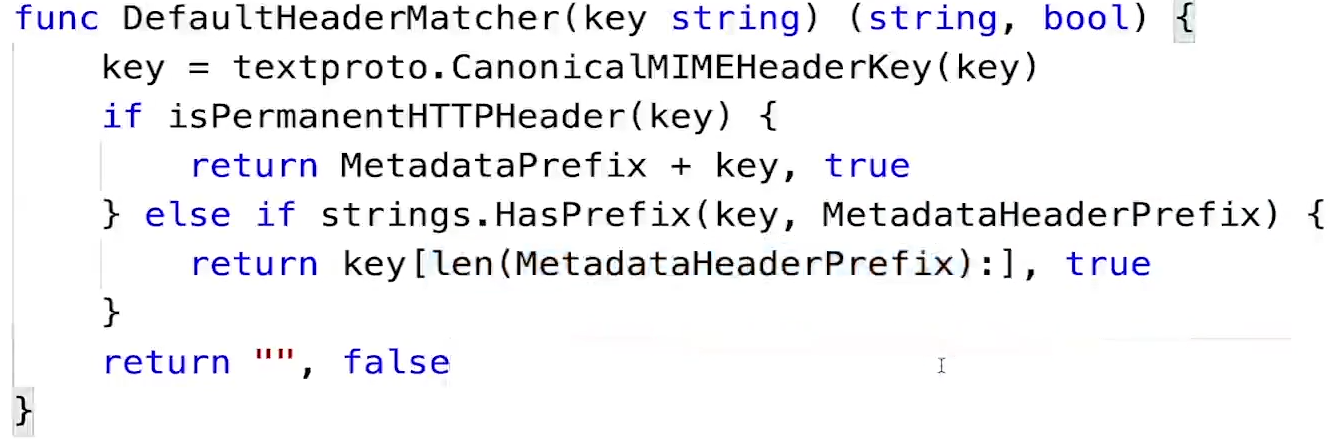 func DefaultHeaderMatcher(key string) (string, bool) {
    key = textproto.CanonicalMIMEHeaderKey(key)
    if isPermanentHTTPHeader(key) {
        return MetadataPrefix + key, true
    } else if strings.HasPrefix(key, MetadataHeaderPrefix) {
        return key[len(MetadataHeaderPrefix):], true
    }
    return "", false
}